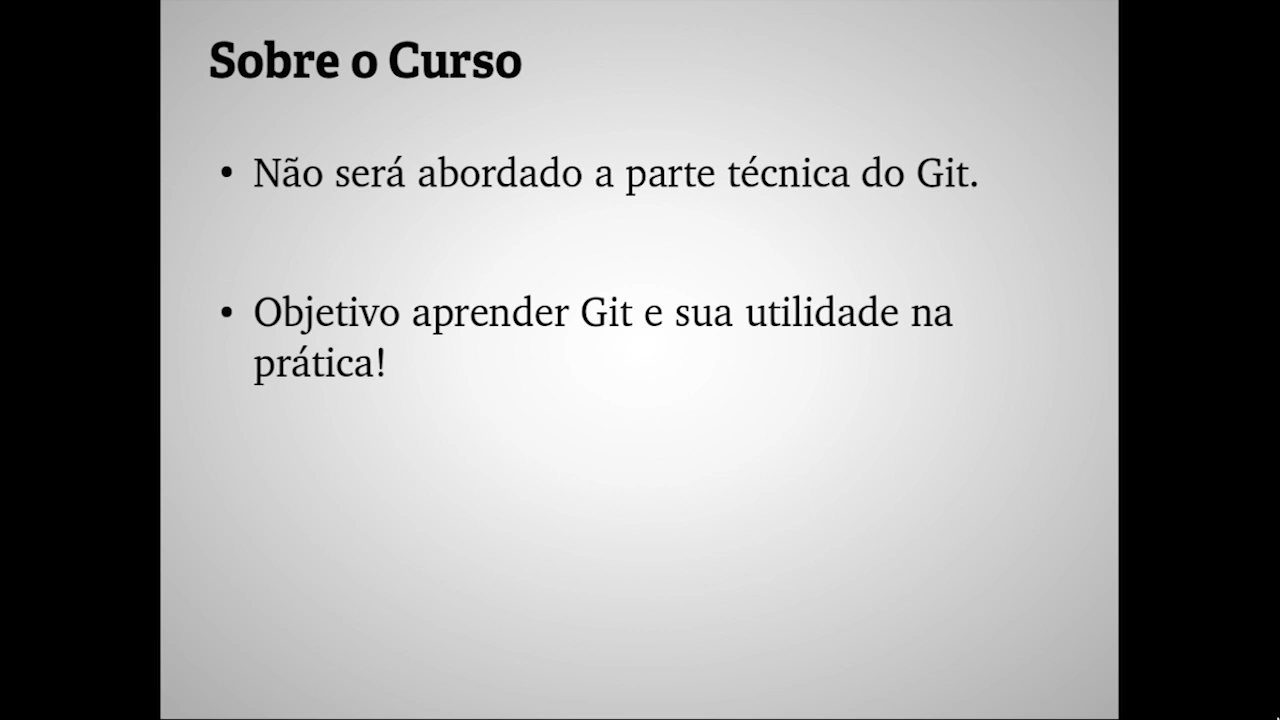 Sobre o Curso
• Não será abordado a parte técnica do Git.
• Objetivo aprender Git e sua utilidade na
prática!